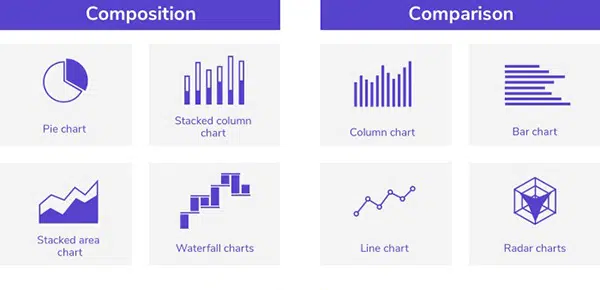 Composition
Comparison
Pie chart
Stacked column
chart
Column chart
Bar chart
Stacked area
chart
Waterfall charts
Line chart
Radar charts